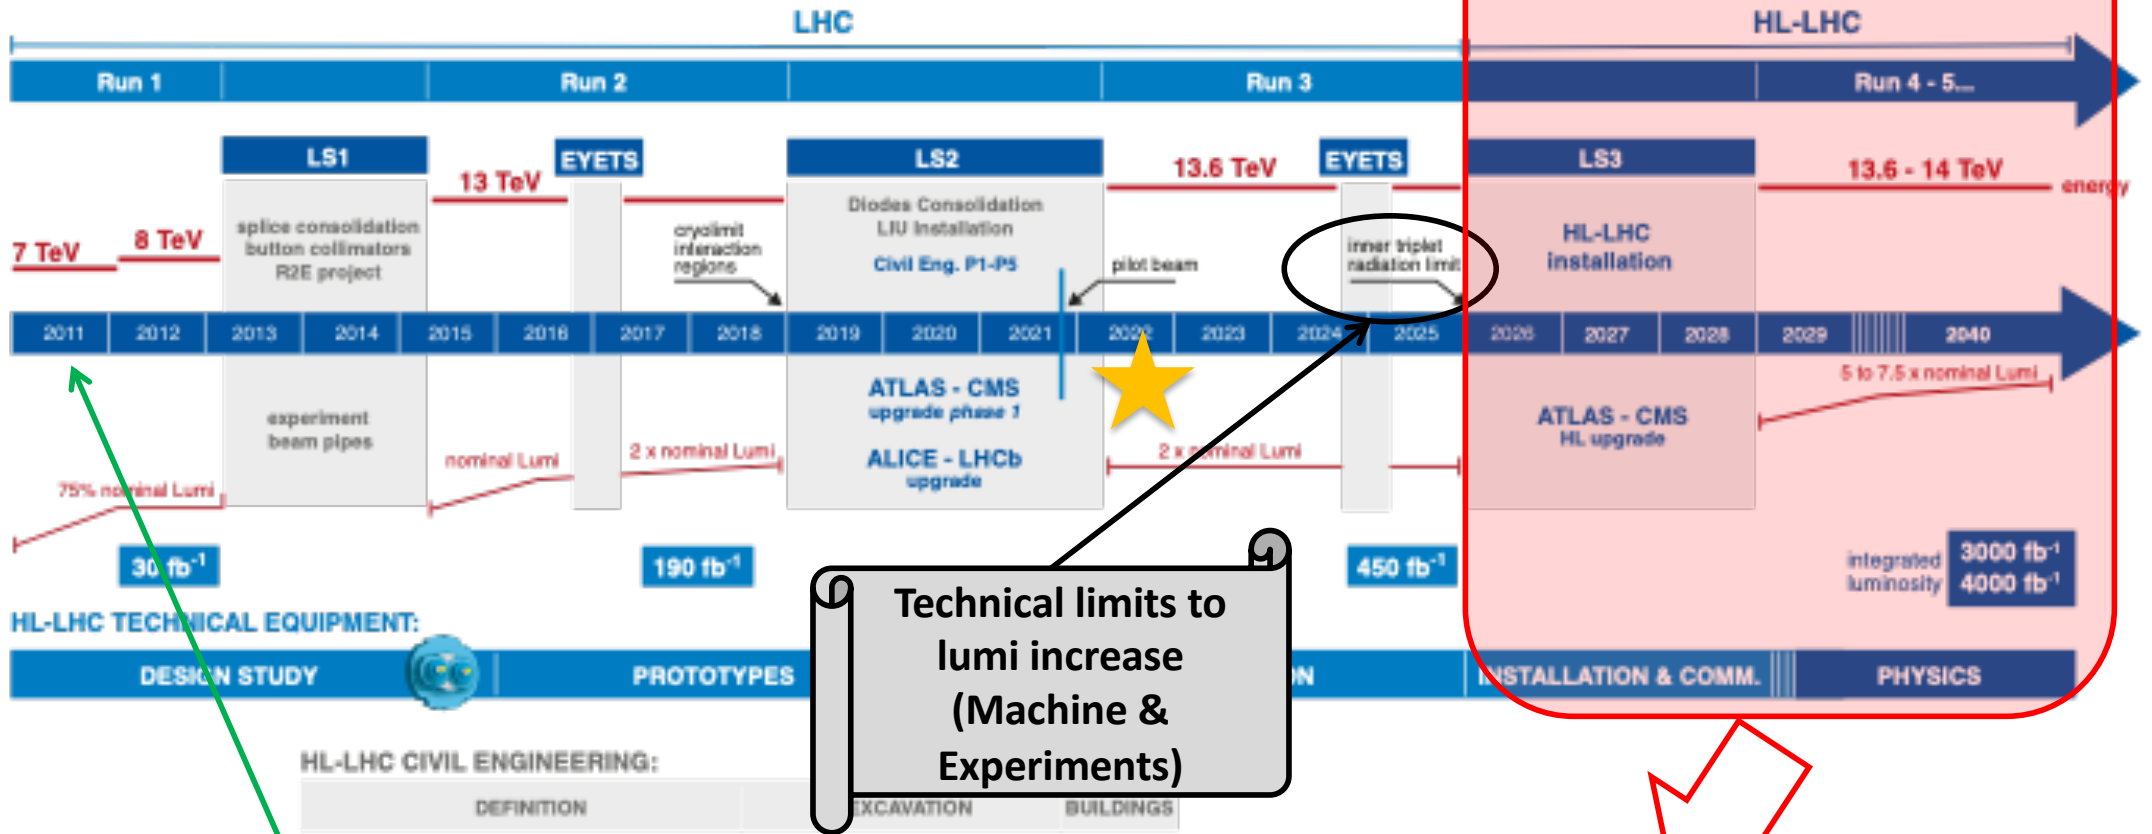 LHC
HL-LHC
Run 1
Run 2
Run 3
Run 4 - 5...
LS1
EYETS
LS2
EYETS
LS3
13 TeV
13.6 TeV
13.6 - 14 TeV
energy
7 TeV
8 TeV
splice consolidation
button collimators
R2E project
cryolimit
interaction
regions
Diodes Consolidation
LIU Installation
Civil Eng. P1-P5
pilot beam
inner triplet
radiation limit
HL-LHC
installation
2011
2012
2013
2014
2015
2016
2017
2018
2019
2020
2021
2022
2023
2024
2025
2026
2027
2028
2029
2040
5 to 7.5 x nominal Lumi
experiment
beam pipes
ATLAS - CMS
upgrade phase 1
ALICE - LHCb
upgrade
ATLAS - CMS
HL upgrade
75% nominal Lumi
nominal Lumi
2 x nominal Lumi
2 x nominal Lumi
30 fb-1
190 fb-1
450 fb-1
integrated
luminosity
3000 fb-1
4000 fb-1
Technical limits to
lumi increase
(Machine &
Experiments)
HL-LHC TECHNICAL EQUIPMENT:
DESIGN STUDY
PROTOTYPES
INSTALLATION & COMM.
PHYSICS
HL-LHC CIVIL ENGINEERING:
DEFINITION
EXCAVATION
BUILDINGS